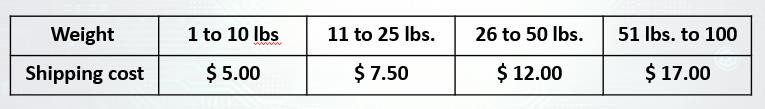 Weight 1 to 10 lbs 11 to 25 lbs. 26 to 50 lbs. 51 lbs. to 100
Shipping cost $ 5.00 $ 7.50 $ 12.00 $ 17.00